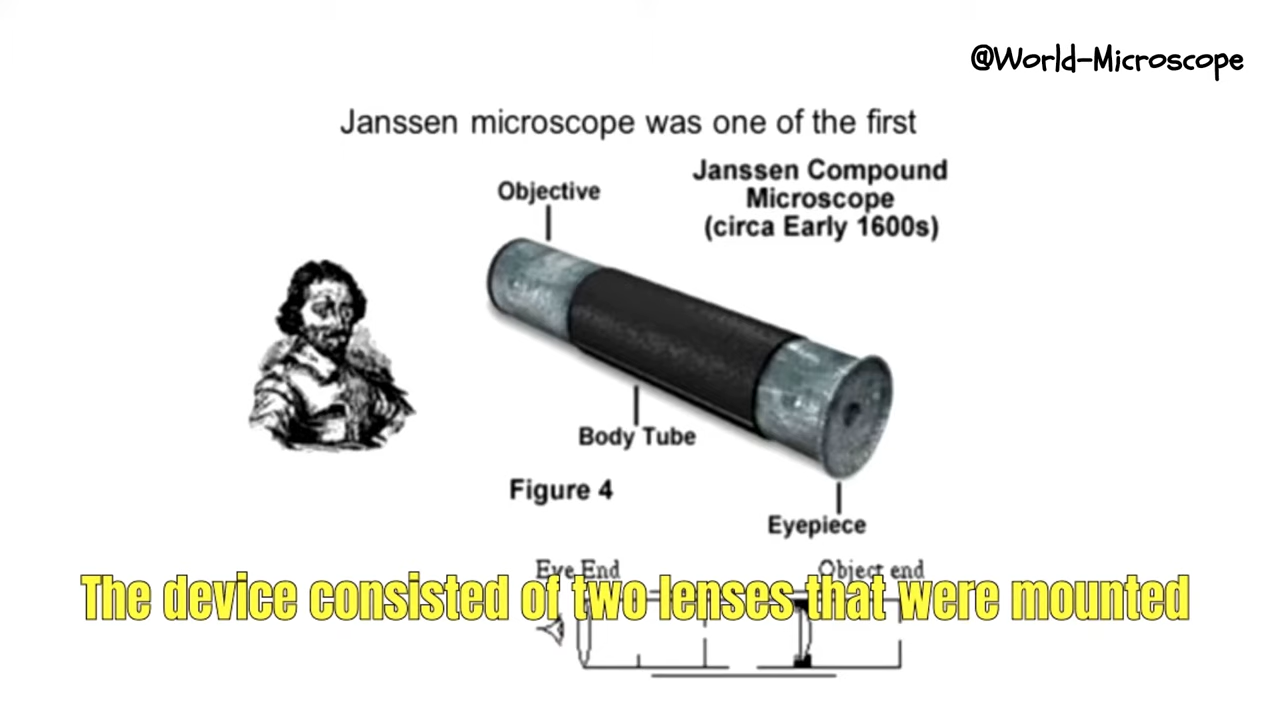 @World-Microscope
Janssen microscope was one of the first
Janssen Compound
Microscope
(circa Early 1600s)
Objective
Body Tube
Figure 4
Eyepiece
Eye End
Object end
The device consisted of two lenses that were mounted